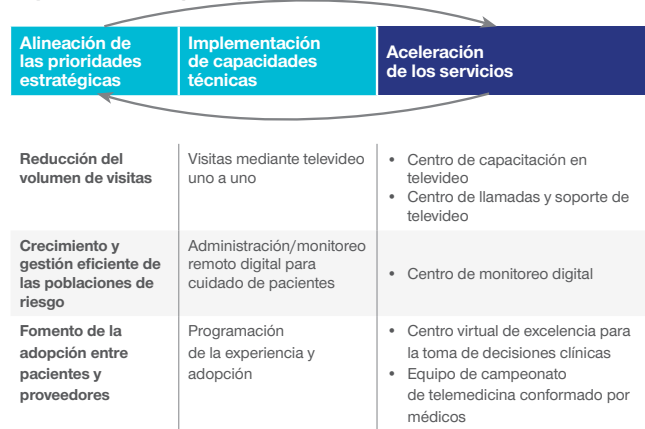 Alineación de
las prioridades
estratégicas
Implementación
de capacidades
técnicas
Aceleración
de los servicios
Reducción del
volumen de visitas
Visitas mediante televideo
uno a uno
• Centro de capacitación en
televideo
• Centro de llamadas y soporte de
televideo
Crecimiento y
gestión eficiente de
las poblaciones de
riesgo
Administración/monitoreo
remoto digital para
cuidado de pacientes
• Centro de monitoreo digital
Fomento de la
adopción entre
pacientes y
proveedores
Programación
de la experiencia y
adopción
• Centro virtual de excelencia para
la toma de decisiones clínicas
• Equipo de campeonato
de telemedicina conformado por
médicos